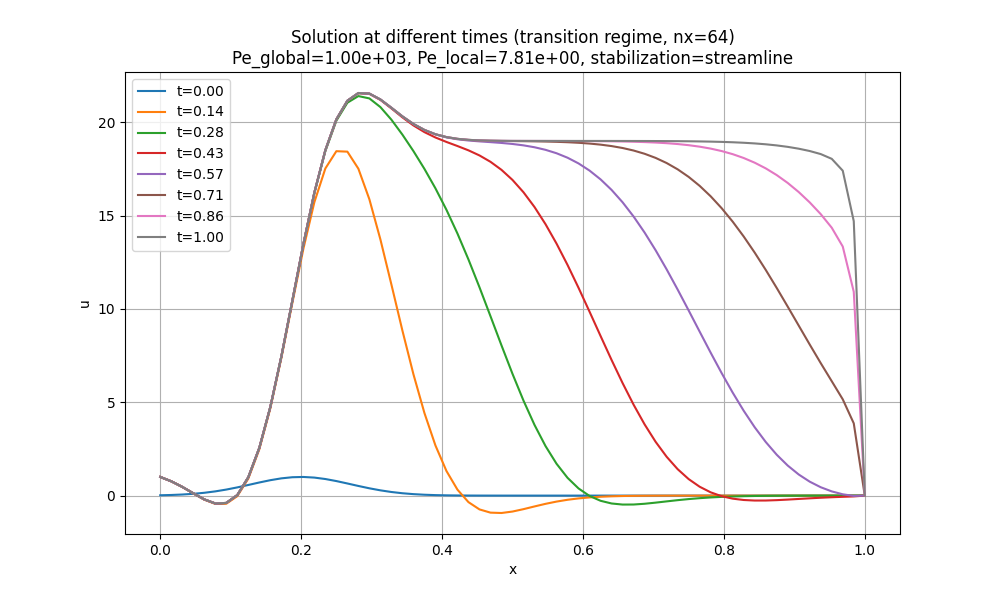 Solution at different times (transition regime, nx=64)
Pe_global=1.00e+03, Pe_local=7.81e+00, stabilization=streamline
t=0.00
t=0.14
t=0.28
t=0.43
t=0.57
t=0.71
t=0.86
t=1.00
20
15
10
5
0
u
0.0 0.2 0.4 0.6 0.8 1.0
x